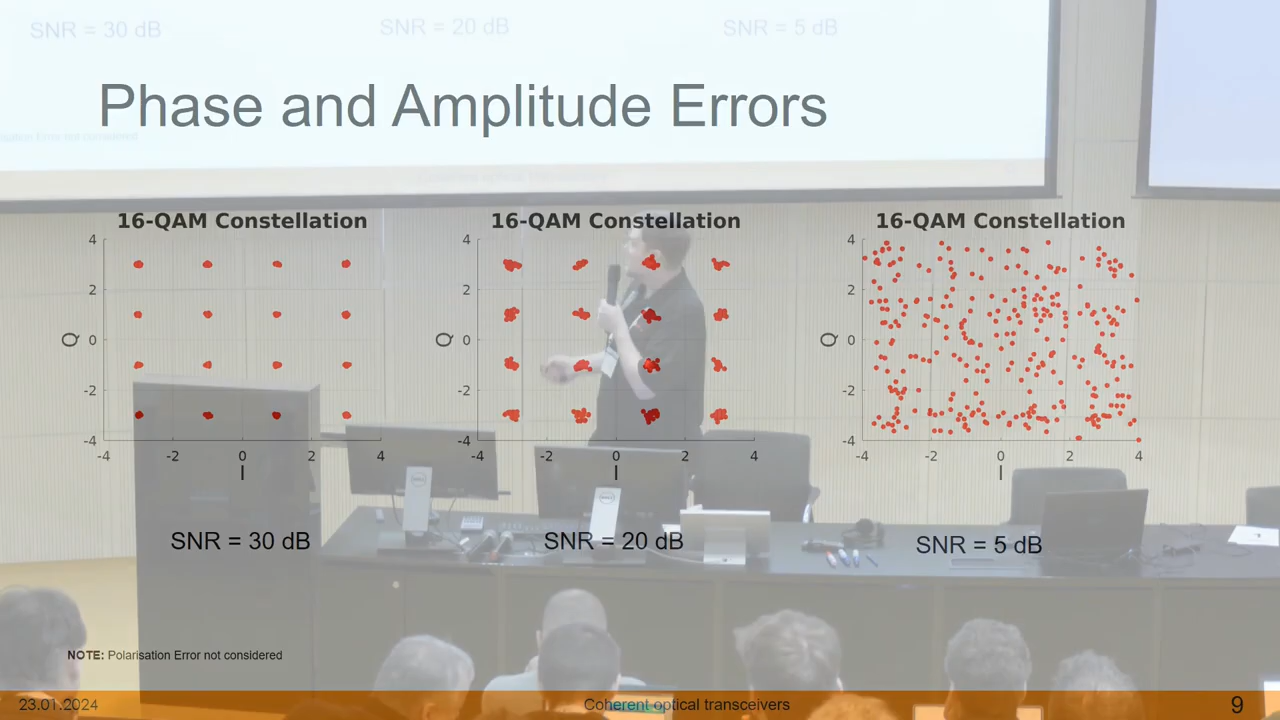 SNR = 30 dB
SNR = 20 dB
SNR = 5 dB
Phase and Amplitude Errors
16-QAM Constellation
16-QAM Constellation
16-QAM Constellation
4
2
0
-2
-4
Q
-4
-2
0
2
4
I
4
2
0
-2
-4
Q
-4
-2
0
2
4
I
4
2
0
-2
-4
Q
-4
-2
0
2
4
I
SNR = 30 dB
SNR = 20 dB
SNR = 5 dB
NOTE: Polarisation Error not considered
23.01.2024
Coherent optical transceivers
9